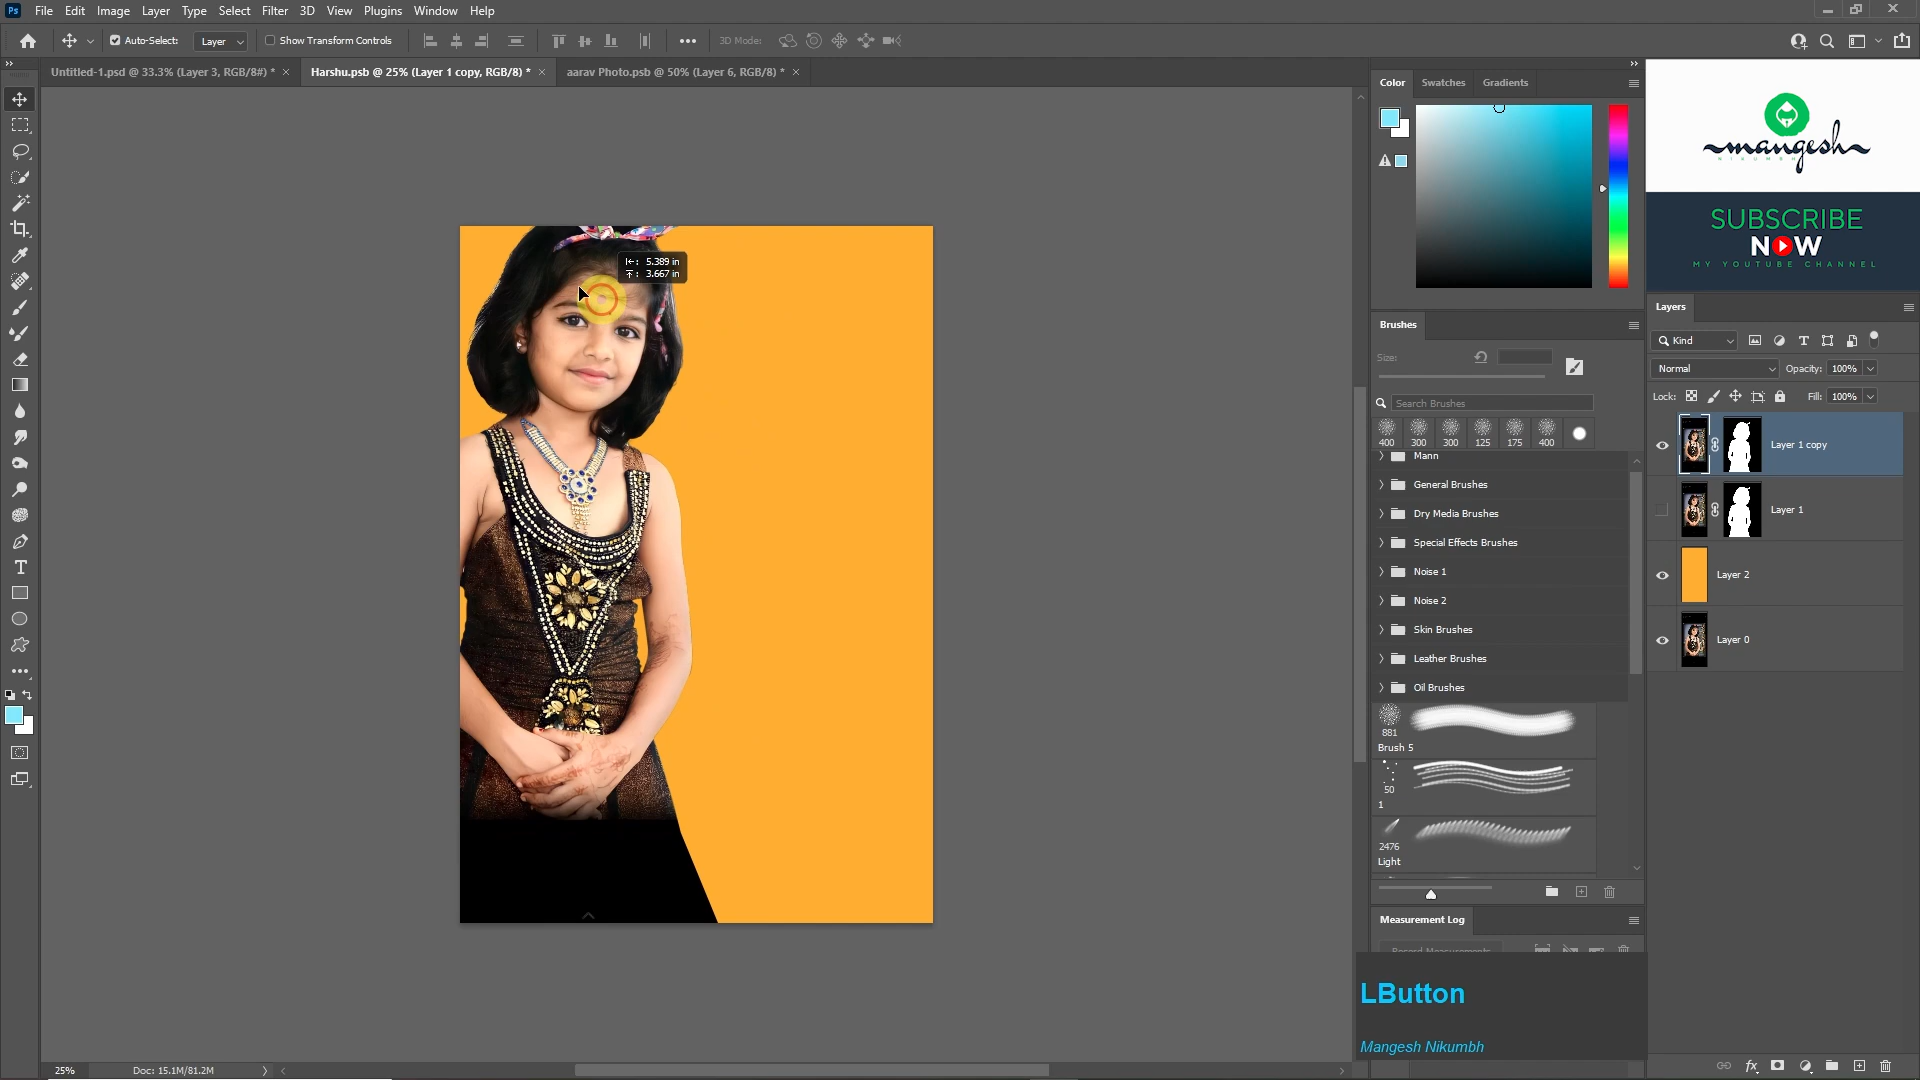 Ps File Edit Image Layer Type Select Filter 3D View Plugins Window Help
Auto-Select: Layer Show Transform Controls 3D Mode:
Untitled-1.psd @ 33.3% (Layer 3, RGB/8#) * × Harshu.psb @ 25% (Layer 1 copy, RGB/8) * × aarav Photo.psb @ 50% (Layer 6, RGB/8) * ×
Color Swatches Gradients
mangesh
NIKUMBH
SUBSCRIBE
NOW
MY YOUTUBE CHANNEL
5.389 in
3.667 in
Layers
Kind
Normal Opacity: 100%
Lock: Fill: 100%
Layer 1 copy
Layer 1
Layer 2
Layer 0
Brushes
Size:
Search Brushes
400 300 300 125 175 400
Mann
General Brushes
Dry Media Brushes
Special Effects Brushes
Noise 1
Noise 2
Skin Brushes
Leather Brushes
Oil Brushes
881
Brush 5
50
1
2476
Light
Measurement Log
Record Measurements
LButton
Mangesh Nikumbh
25% Doc: 15.1M/81.2M